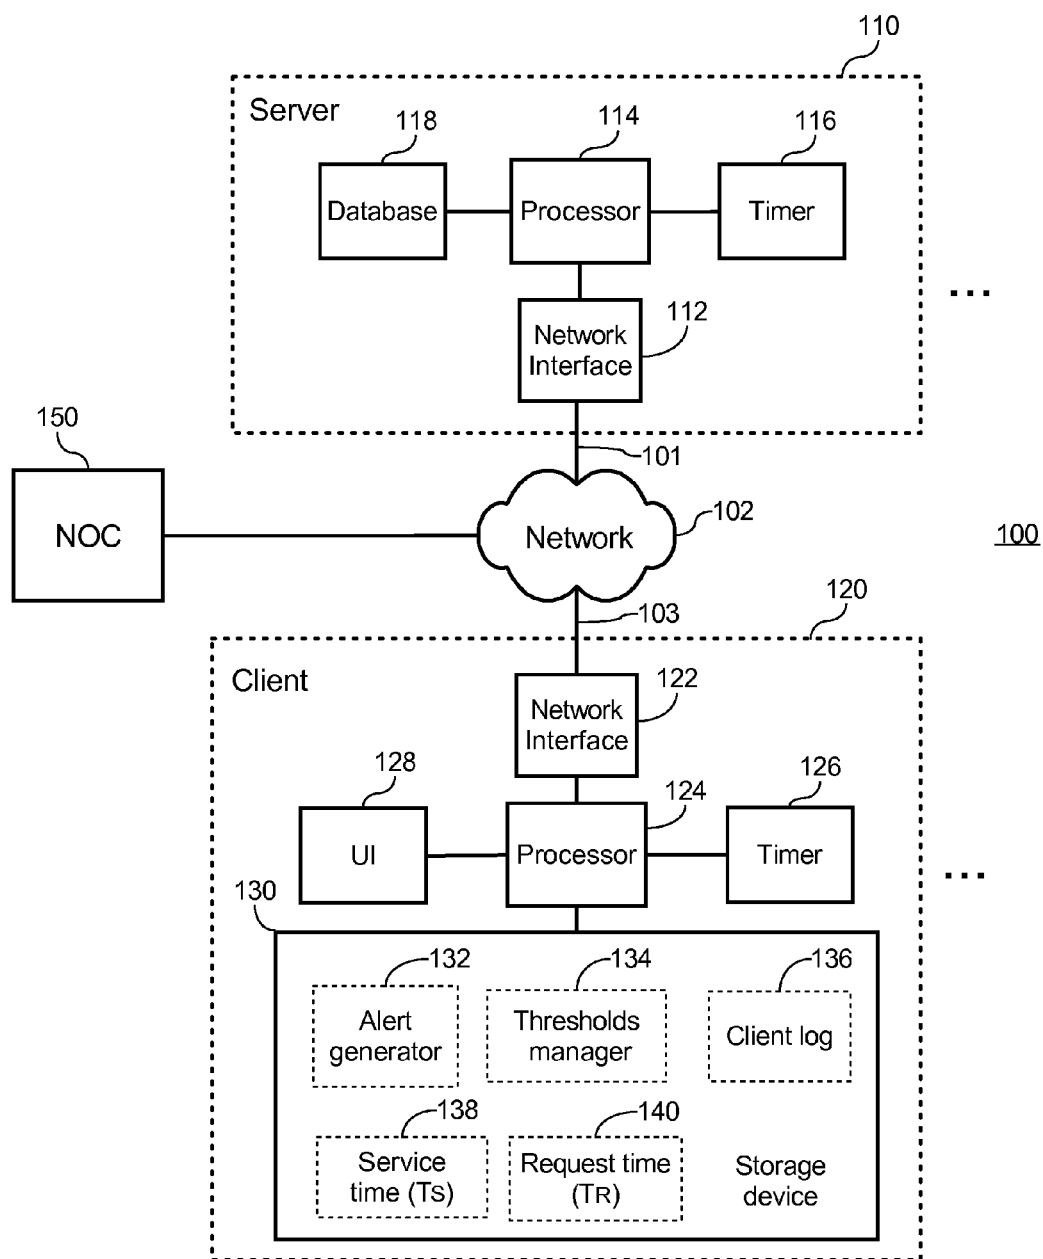 110
Server
118
114
116
Database
Processor
Timer
...
112
Network
Interface
150
101
NOC
102
Network
100
103
120
Client
122
Network
Interface
128
124
126
UI
Processor
Timer
...
130
132
134
136
Alert
generator
Thresholds
manager
Client log
138
140
Service
time (TS)
Request time
(TR)
Storage
device